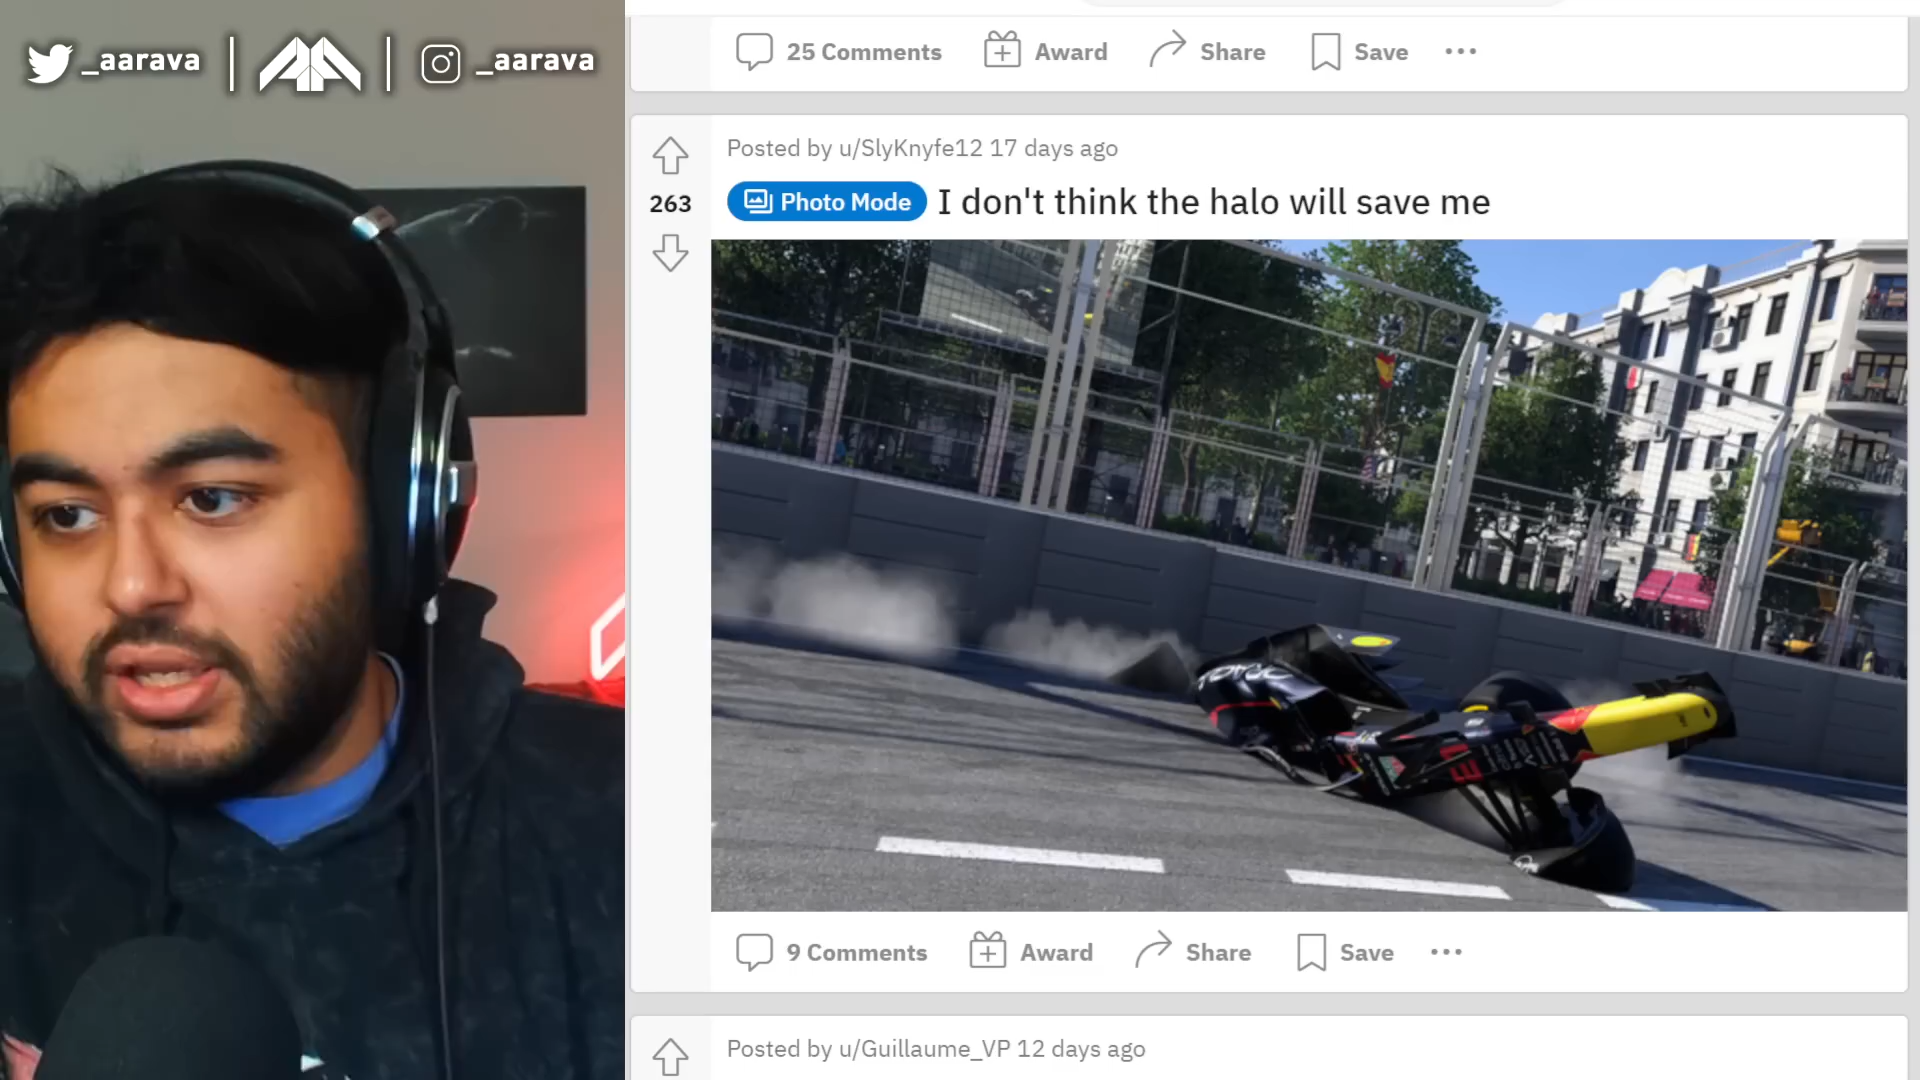 _aarava
_aarava
25 Comments
Award
Share
Save
Posted by u/SlyKnyfe12 17 days ago
263
Photo Mode
I don't think the halo will save me
9 Comments
Award
Share
Save
Posted by u/Guillaume_VP 12 days ago